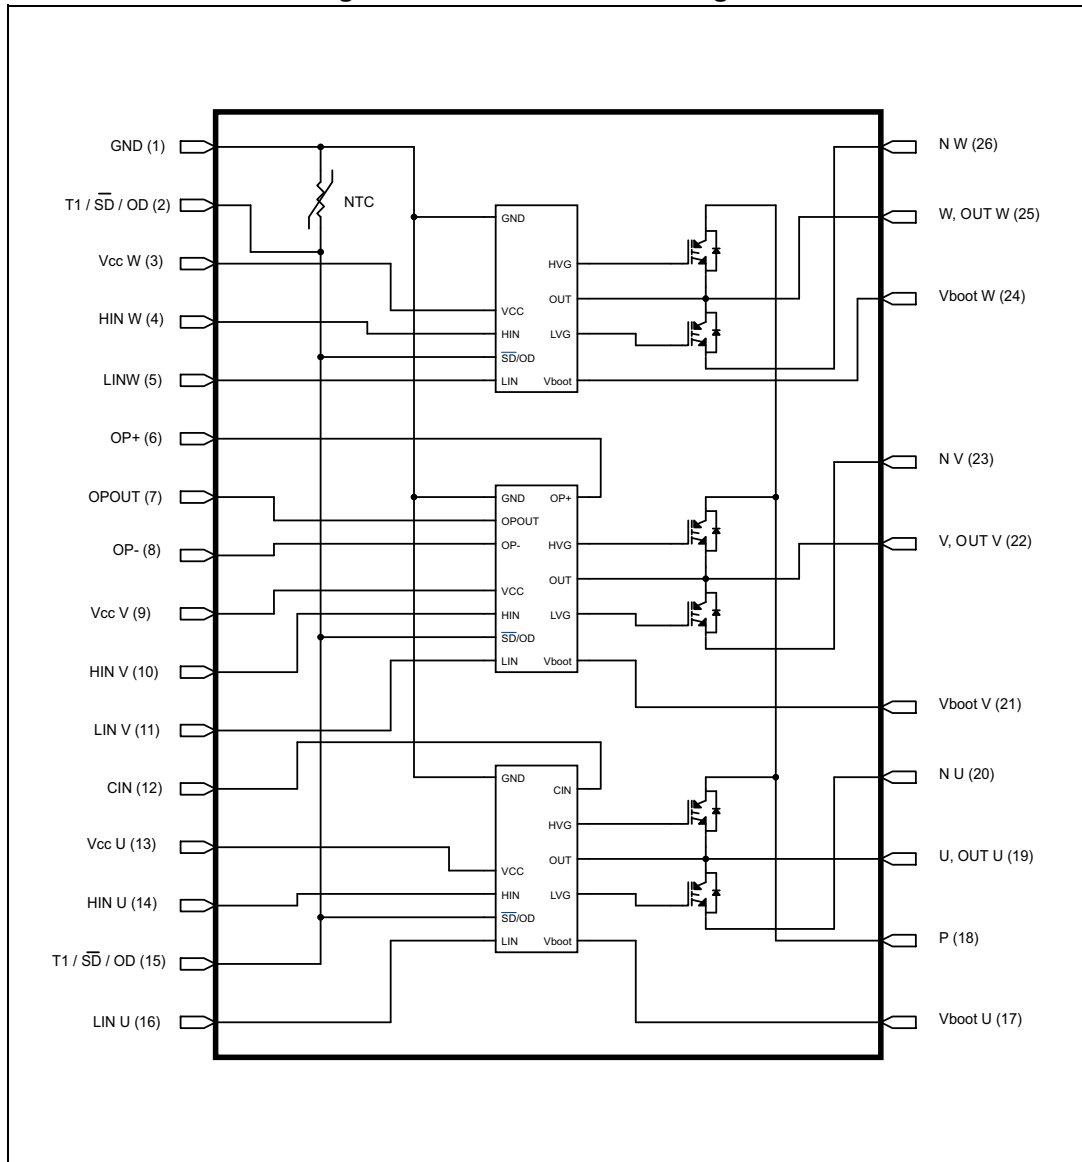 GND (1)
T1 / SD / OD (2)
Vcc W (3)
HIN W (4)
LINW (5)
OP+ (6)
OPOUT (7)
OP- (8)
Vcc V (9)
HIN V (10)
LIN V (11)
CIN (12)
Vcc U (13)
HIN U (14)
T1 / SD / OD (15)
LIN U (16)
NTC
GND
HVG
OUT
VCC
HIN
LVG
SD/OD
LIN
Vboot
GND
OP+
OPOUT
OP-
HVG
OUT
VCC
HIN
LVG
SD/OD
LIN
Vboot
GND
CIN
HVG
OUT
VCC
HIN
LVG
SD/OD
LIN
Vboot
N W (26)
W, OUT W (25)
Vboot W (24)
N V (23)
V, OUT V (22)
Vboot V (21)
N U (20)
U, OUT U (19)
P (18)
Vboot U (17)